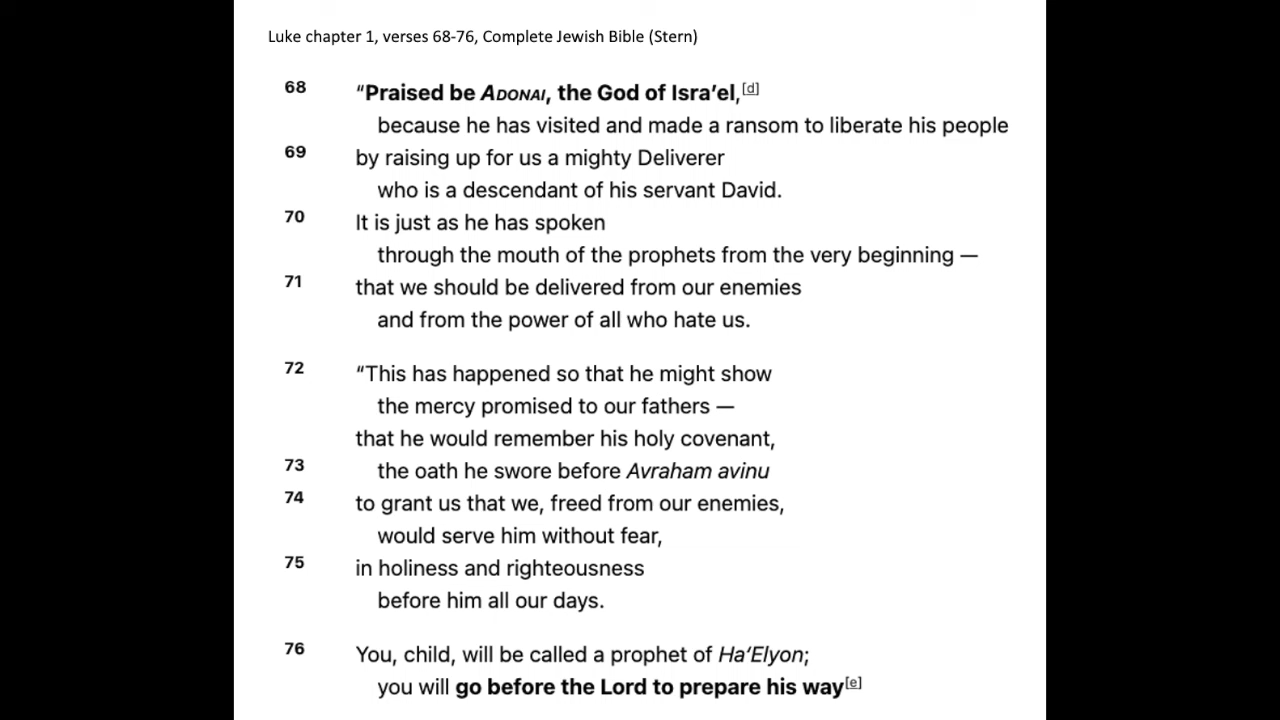 Luke chapter 1, verses 68-76, Complete Jewish Bible (Stern)
68 “Praised be ADONAI, the God of Isra’el,[d]
because he has visited and made a ransom to liberate his people
69 by raising up for us a mighty Deliverer
who is a descendant of his servant David.
70 It is just as he has spoken
through the mouth of the prophets from the very beginning —
71 that we should be delivered from our enemies
and from the power of all who hate us.
72 “This has happened so that he might show
the mercy promised to our fathers —
that he would remember his holy covenant,
73 the oath he swore before Avraham avinu
74 to grant us that we, freed from our enemies,
would serve him without fear,
75 in holiness and righteousness
before him all our days.
76 You, child, will be called a prophet of Ha‘Elyon;
you will go before the Lord to prepare his way[e]